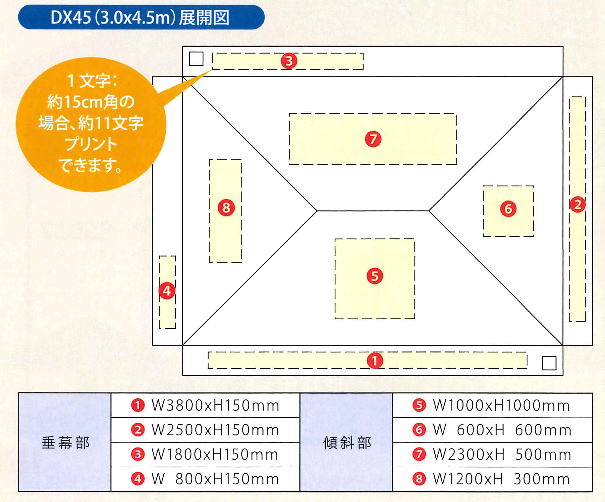 DX45(3.0x4.5m)展開図
1文字:
約15cm角の
場合、約11文字
プリント
できます。
3
7
8
6
2
5
4
1
垂幕部
1 W3800xH150mm
2 W2500xH150mm
3 W1800xH150mm
4 W 800xH150mm
傾斜部
5 W1000xH1000mm
6 W 600xH 600mm
7 W2300xH 500mm
8 W1200xH 300mm